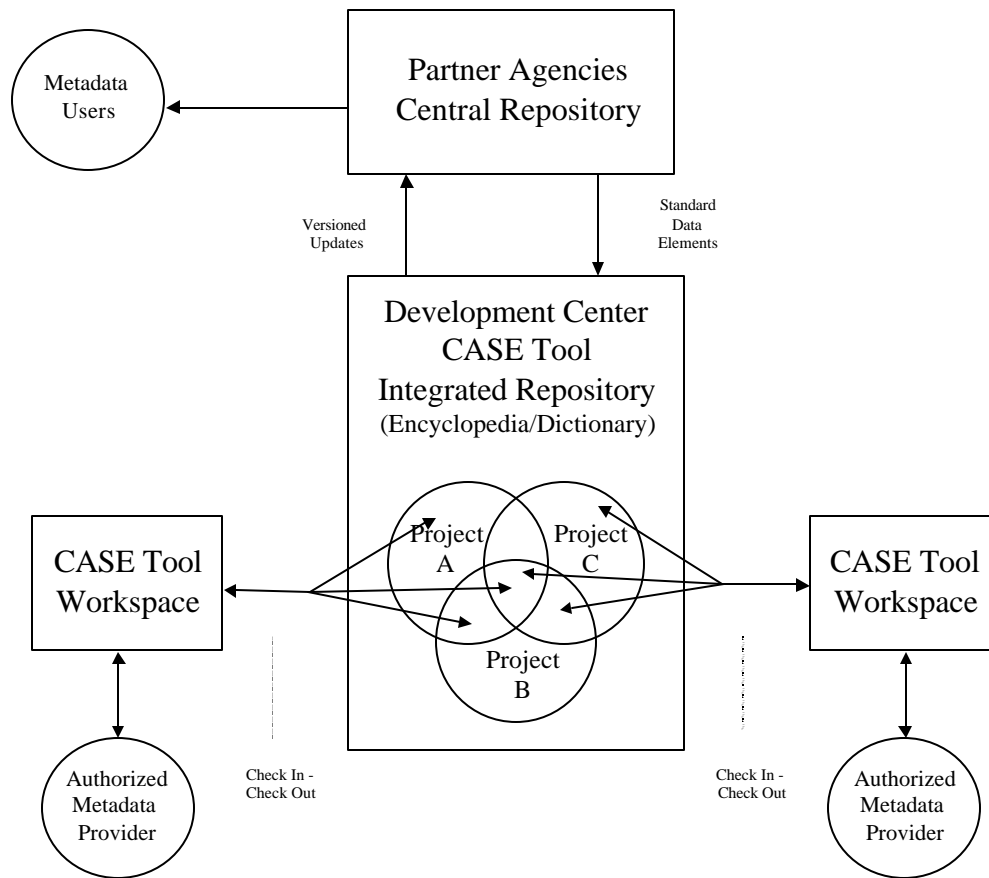 Partner Agencies
Central Repository
Metadata
Users
Versioned
Updates
Standard
Data
Elements
Development Center
CASE Tool
Integrated Repository
(Encyclopedia/Dictionary)
Project
A
Project
C
Project
B
CASE Tool
Workspace
CASE Tool
Workspace
Check In -
Check Out
Check In -
Check Out
Authorized
Metadata
Provider
Authorized
Metadata
Provider